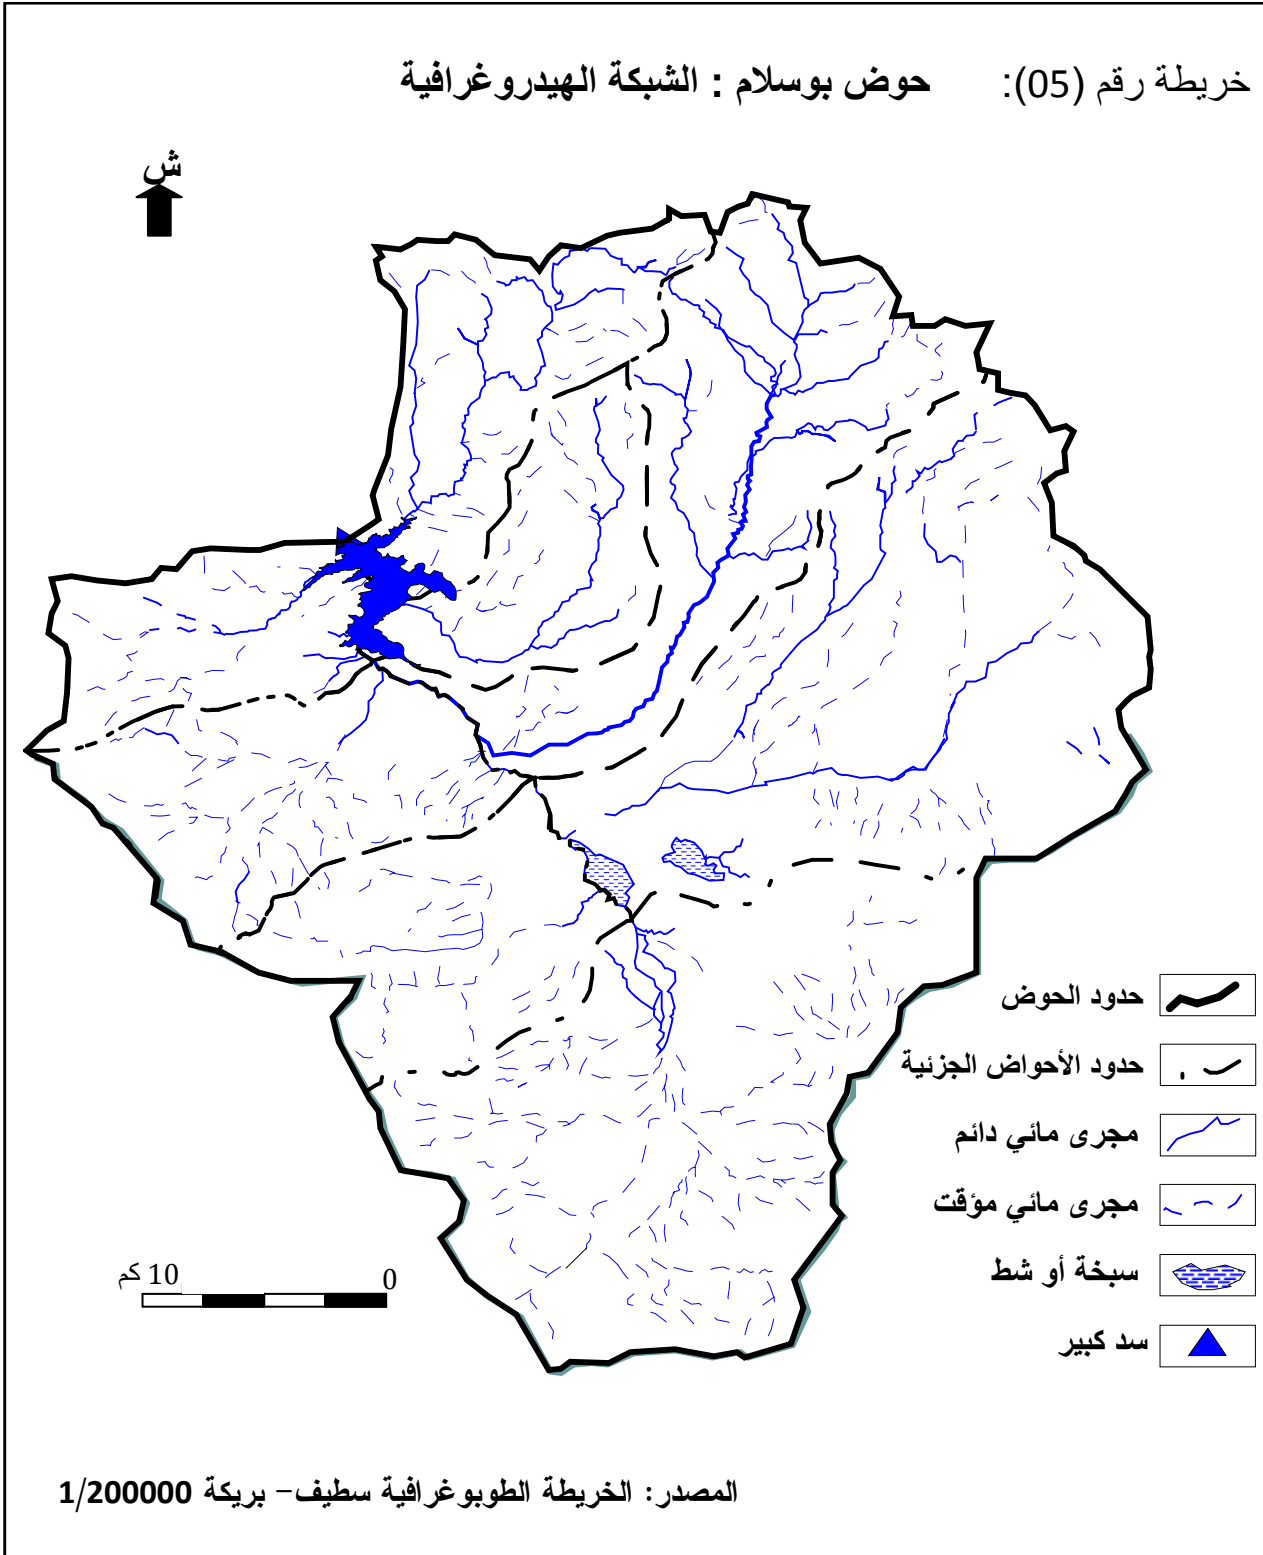 خريطة رقم (05): حوض بوسلام : الشبكة الهيدروغرافية
ش
حدود الحوض
حدود الأحواض الجزئية
مجرى مائي دائم
مجرى مائي مؤقت
سبخة أو شط
سد كبير
0 10 كم
المصدر: الخريطة الطوبوغرافية سطيف- بريكة 1/200000